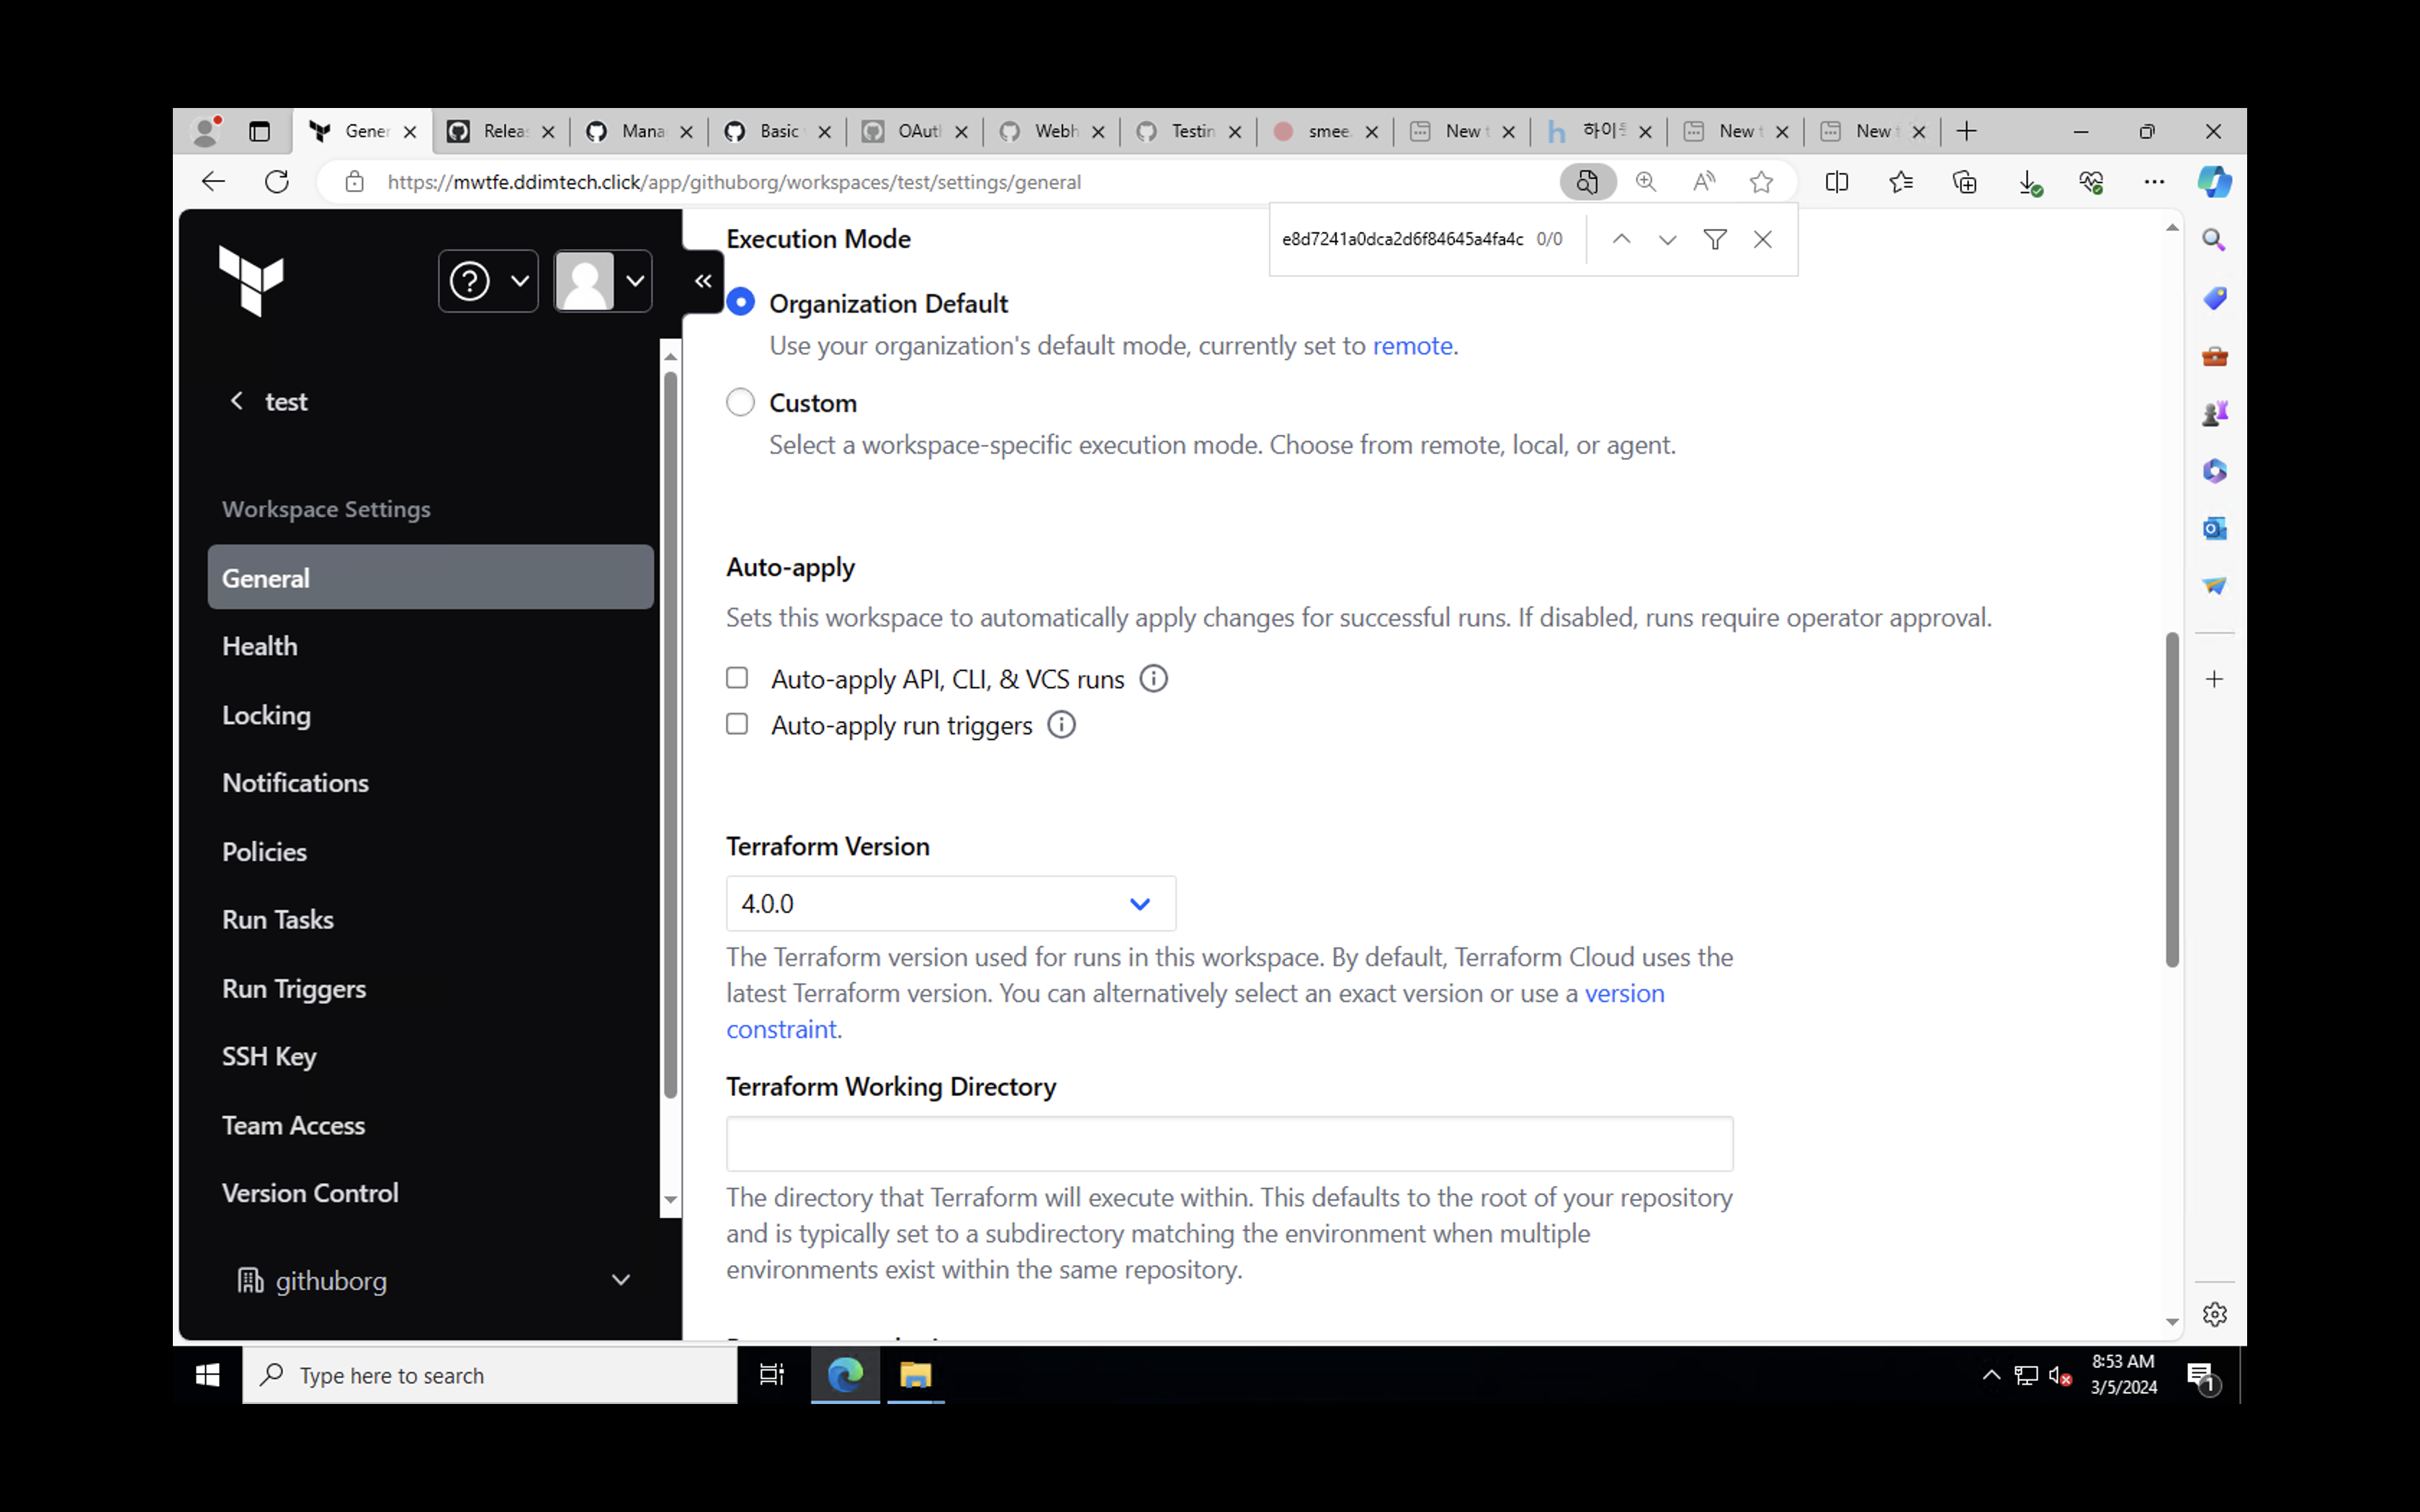 Gener
Relea
Mana
Basic
OAut
Webh
Testin
smee.
New t
하이
New t
New t
https://mwtfe.ddimtech.click/app/githuborg/workspaces/test/settings/general
e8d7241a0dca2d6f84645a4fa4c 0/0
test
Workspace Settings
General
Health
Locking
Notifications
Policies
Run Tasks
Run Triggers
SSH Key
Team Access
Version Control
githuborg
Execution Mode
Organization Default
Use your organization's default mode, currently set to remote.
Custom
Select a workspace-specific execution mode. Choose from remote, local, or agent.
Auto-apply
Sets this workspace to automatically apply changes for successful runs. If disabled, runs require operator approval.
Auto-apply API, CLI, & VCS runs
Auto-apply run triggers
Terraform Version
4.0.0
The Terraform version used for runs in this workspace. By default, Terraform Cloud uses the
latest Terraform version. You can alternatively select an exact version or use a version
constraint.
Terraform Working Directory
The directory that Terraform will execute within. This defaults to the root of your repository
and is typically set to a subdirectory matching the environment when multiple
environments exist within the same repository.
Type here to search
8:53 AM
3/5/2024
1